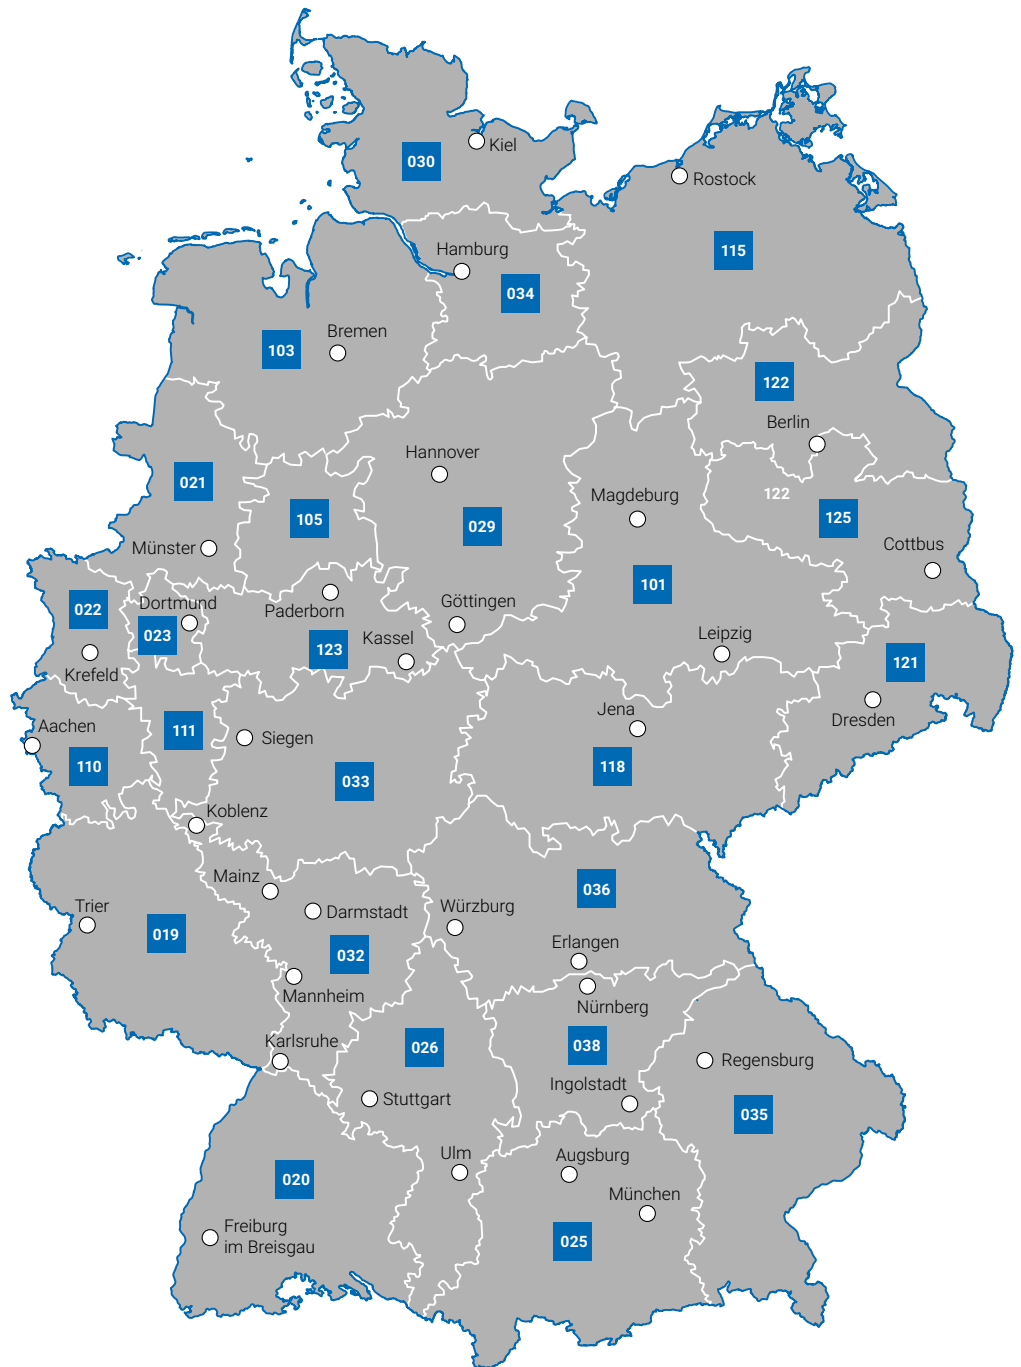 Kiel
030
Rostock
115
Hamburg
034
Bremen
103
122
Berlin
Hannover
021
122
Magdeburg
105
029
125
Münster
Cottbus
101
022
Dortmund
Paderborn
Göttingen
023
Kassel
123
Leipzig
121
Krefeld
Jena
Dresden
Aachen
111
Siegen
110
033
118
Koblenz
Mainz
036
Trier
Darmstadt
Würzburg
019
Erlangen
032
Mannheim
Nürnberg
Karlsruhe
026
038
Regensburg
Ingolstadt
Stuttgart
035
Ulm
Augsburg
020
München
Freiburg
im Breisgau
025